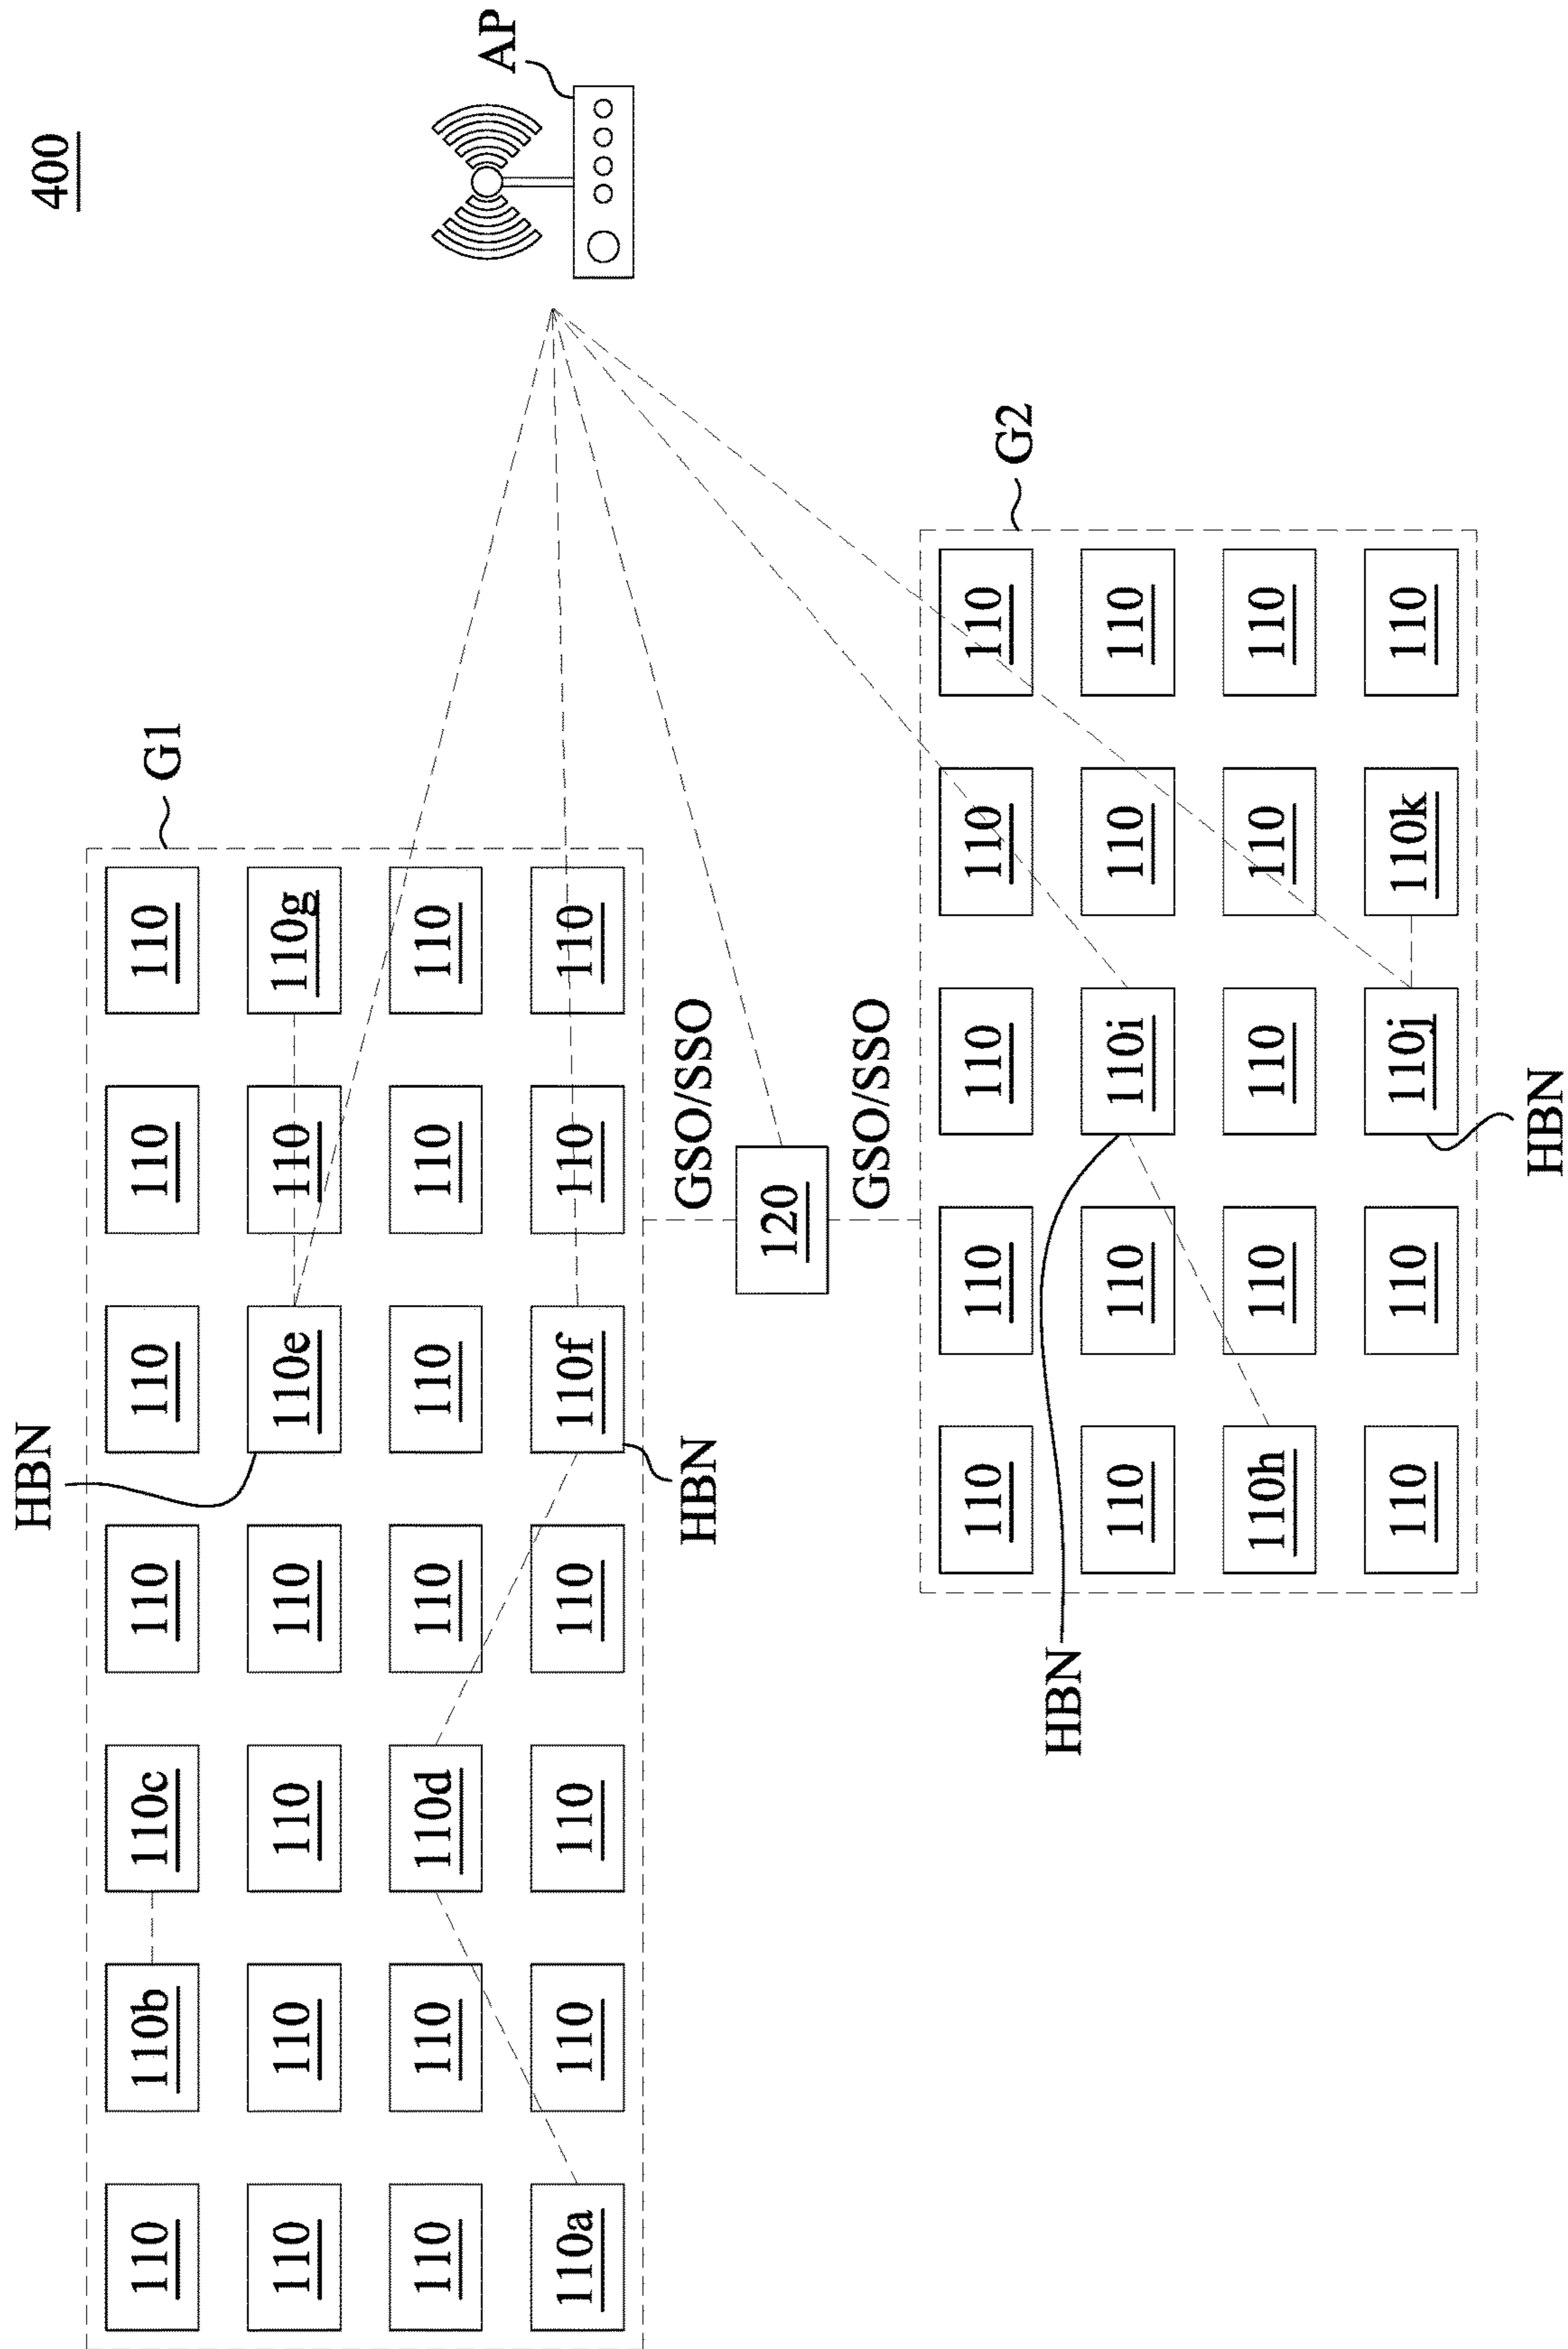 400
HBN
110 110b 110c 110 110 110 110 G1
110 110 110 110 110e 110 110g
110 110 110d 110 110 110 110
AP
110a 110 110 110 110f 110 110
HBN GSO/SSO
120
GSO/SSO
110 110 110 110 110 G2
HBN
110 110 110i 110 110
110h 110 110 110 110
110 110 110j 110k 110
HBN